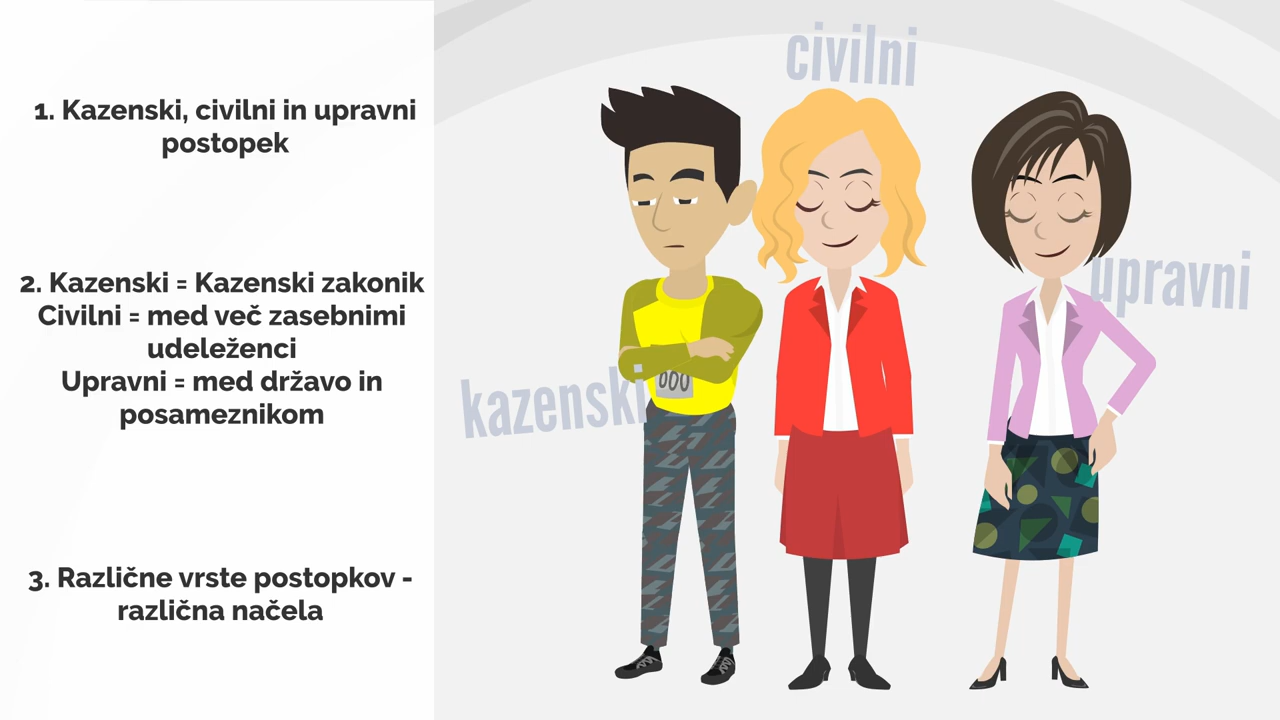 1. Kazenski, civilni in upravni
postopek
2. Kazenski = Kazenski zakonik
Civilni = med več zasebnimi
udeleženci
Upravni = med državo in
posameznikom
3. Različne vrste postopkov -
različna načela
civilni
upravni
kazenski
000